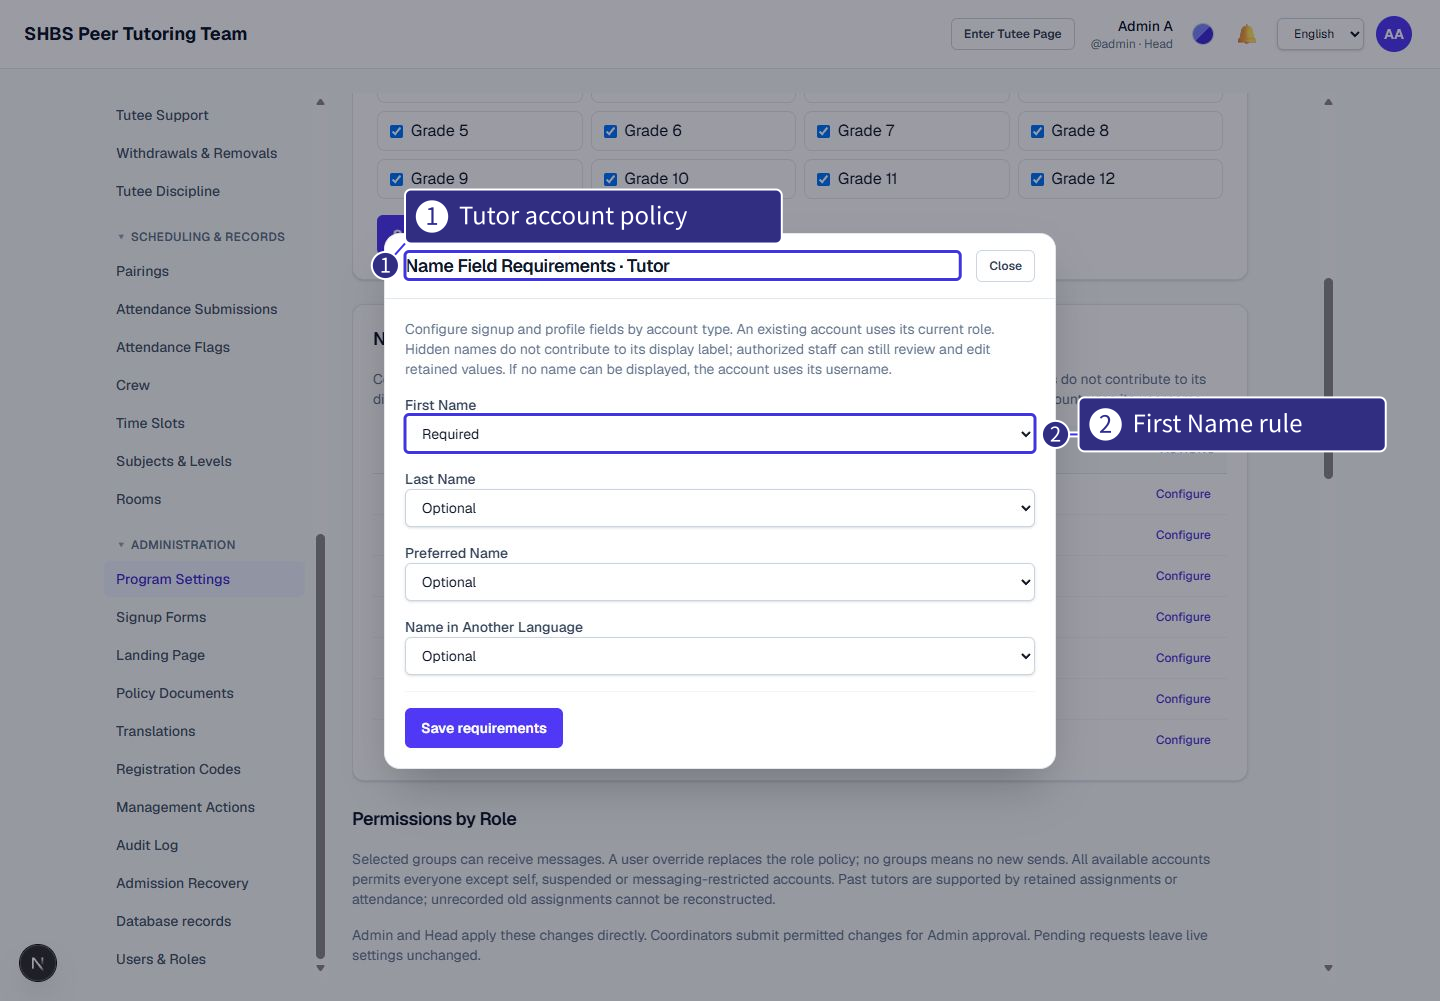 SHBS Peer Tutoring Team
Enter Tutee Page
Admin A
@admin · Head
English
AA
Tutee Support
Withdrawals & Removals
Tutee Discipline
SCHEDULING & RECORDS
Pairings
Attendance Submissions
Attendance Flags
Crew
Time Slots
Subjects & Levels
Rooms
ADMINISTRATION
Program Settings
Signup Forms
Landing Page
Policy Documents
Translations
Registration Codes
Management Actions
Audit Log
Admission Recovery
Database records
Users & Roles
N
Grade 5
Grade 6
Grade 7
Grade 8
Grade 9
Grade 10
Grade 11
Grade 12
1 Tutor account policy
1
Name Field Requirements · Tutor
Close
Configure signup and profile fields by account type. An existing account uses its current role.
Hidden names do not contribute to its display label; authorized staff can still review and edit
retained values. If no name can be displayed, the account uses its username.
do not contribute to its
First Name
Required
2
2 First Name rule
Last Name
Optional
Preferred Name
Optional
Name in Another Language
Optional
Save requirements
Configure
Configure
Configure
Configure
Configure
Configure
Configure
Permissions by Role
Selected groups can receive messages. A user override replaces the role policy; no groups means no new sends. All available accounts
permits everyone except self, suspended or messaging-restricted accounts. Past tutors are supported by retained assignments or
attendance; unrecorded old assignments cannot be reconstructed.
Admin and Head apply these changes directly. Coordinators submit permitted changes for Admin approval. Pending requests leave live
settings unchanged.